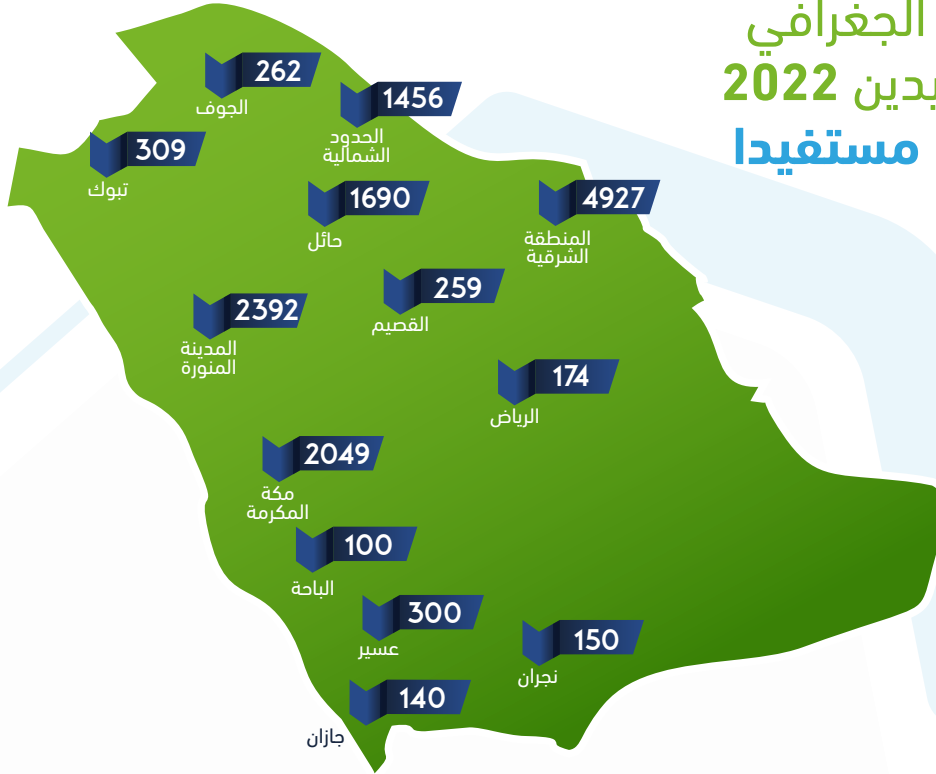 الجغرافي
2022
مستفيدا
262
الجوف
1456
الحدود
الشمالية
309
تبوك
1690
حائل
4927
المنطقة
الشرقية
259
القصيم
2392
المدينة
المنورة
174
الرياض
2049
مكة
المكرمة
100
الباحة
300
عسير
150
نجران
140
جازان